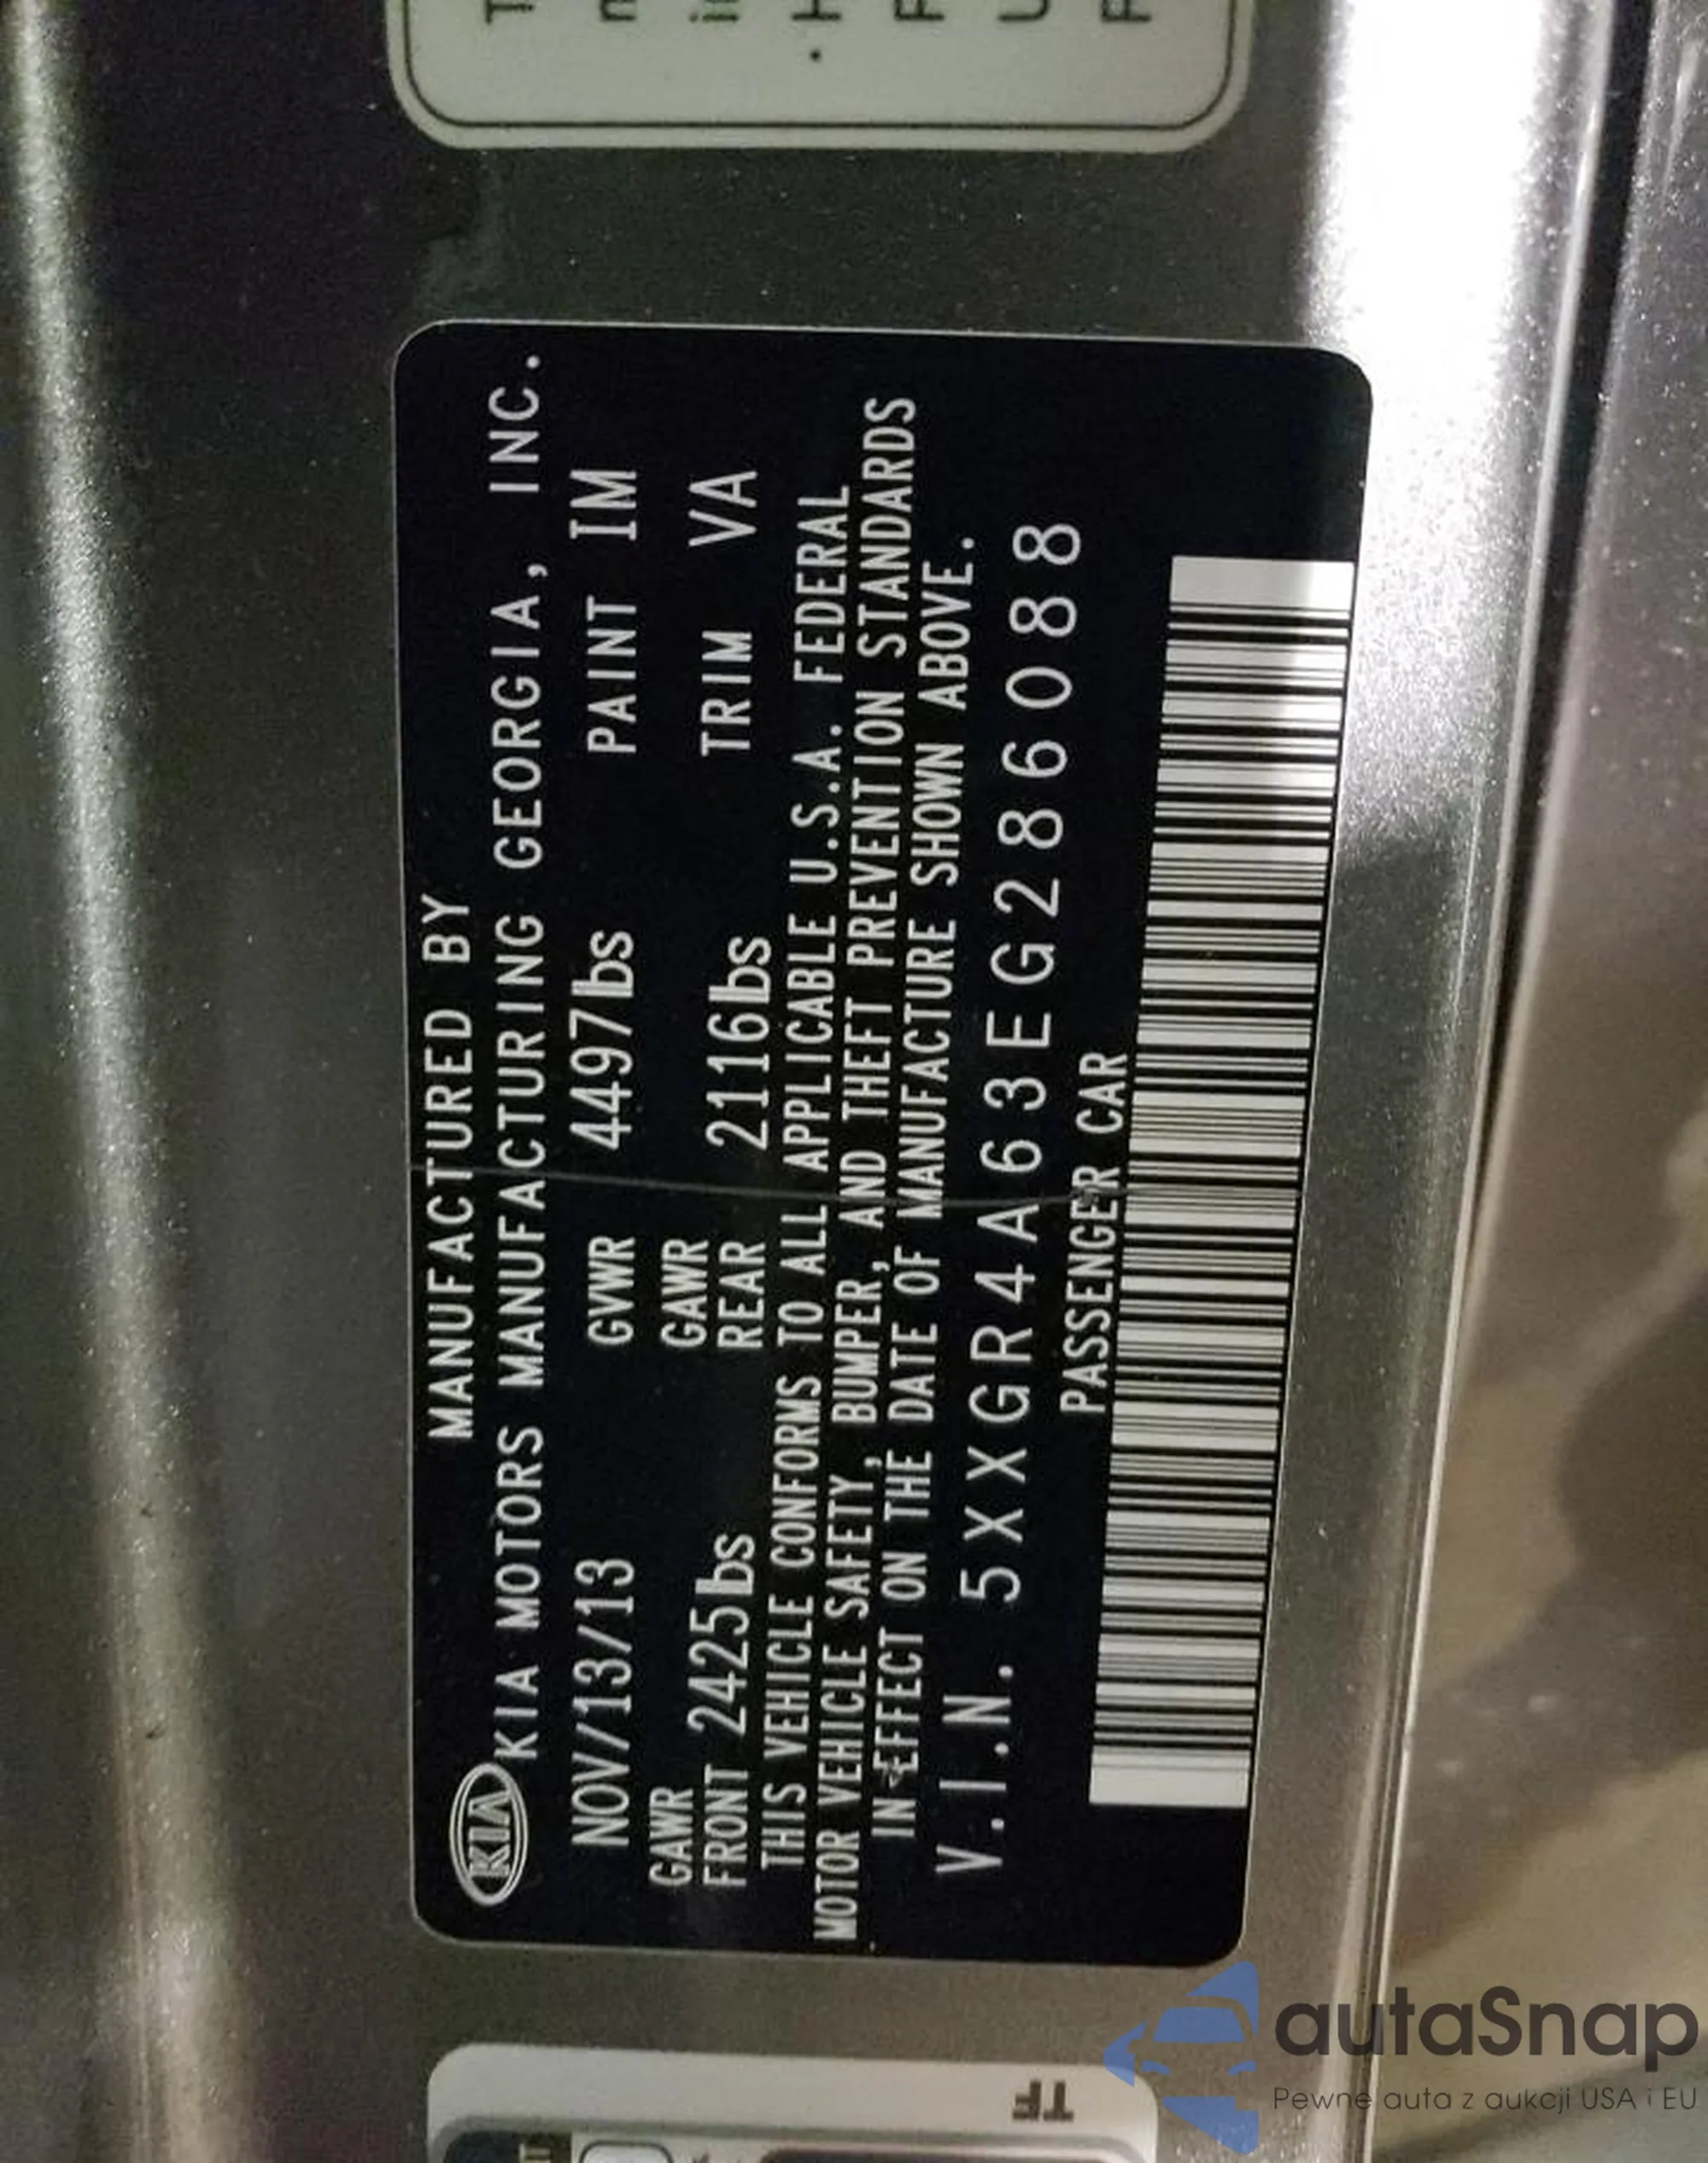 MANUFACTURED BY
KIA KIA MOTORS MANUFACTURING GEORGIA, INC.
NOV/13/13 GVWR 4497lbs PAINT IM
GAWR FRONT 2425lbs GAWR REAR 2116lbs TRIM VA
THIS VEHICLE CONFORMS TO ALL APPLICABLE U.S.A. FEDERAL
MOTOR VEHICLE SAFETY, BUMPER, AND THEFT PREVENTION STANDARDS
IN EFFECT ON THE DATE OF MANUFACTURE SHOWN ABOVE.
V.I.N. 5XXGR4A63EG286088
PASSENGER CAR
TF
autaSnap
Pewne auta z aukcji USA i EU